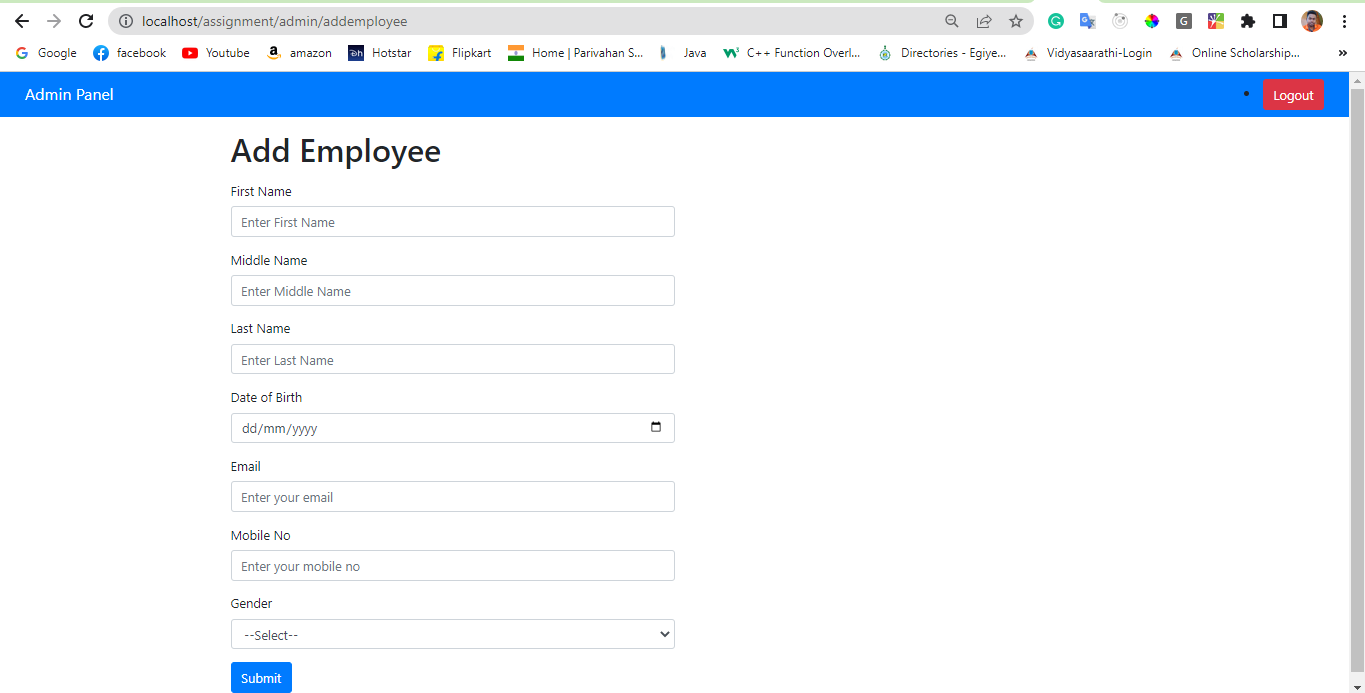 localhost/assignment/admin/addemployee
Google facebook Youtube amazon Hotstar Flipkart Home | Parivahan S... Java C++ Function Overl... Directories - Egiye... Vidyasaarathi-Login Online Scholarship... »
Admin Panel • Logout
Add Employee
First Name
Enter First Name
Middle Name
Enter Middle Name
Last Name
Enter Last Name
Date of Birth
dd/mm/yyyy
Email
Enter your email
Mobile No
Enter your mobile no
Gender
--Select--
Submit